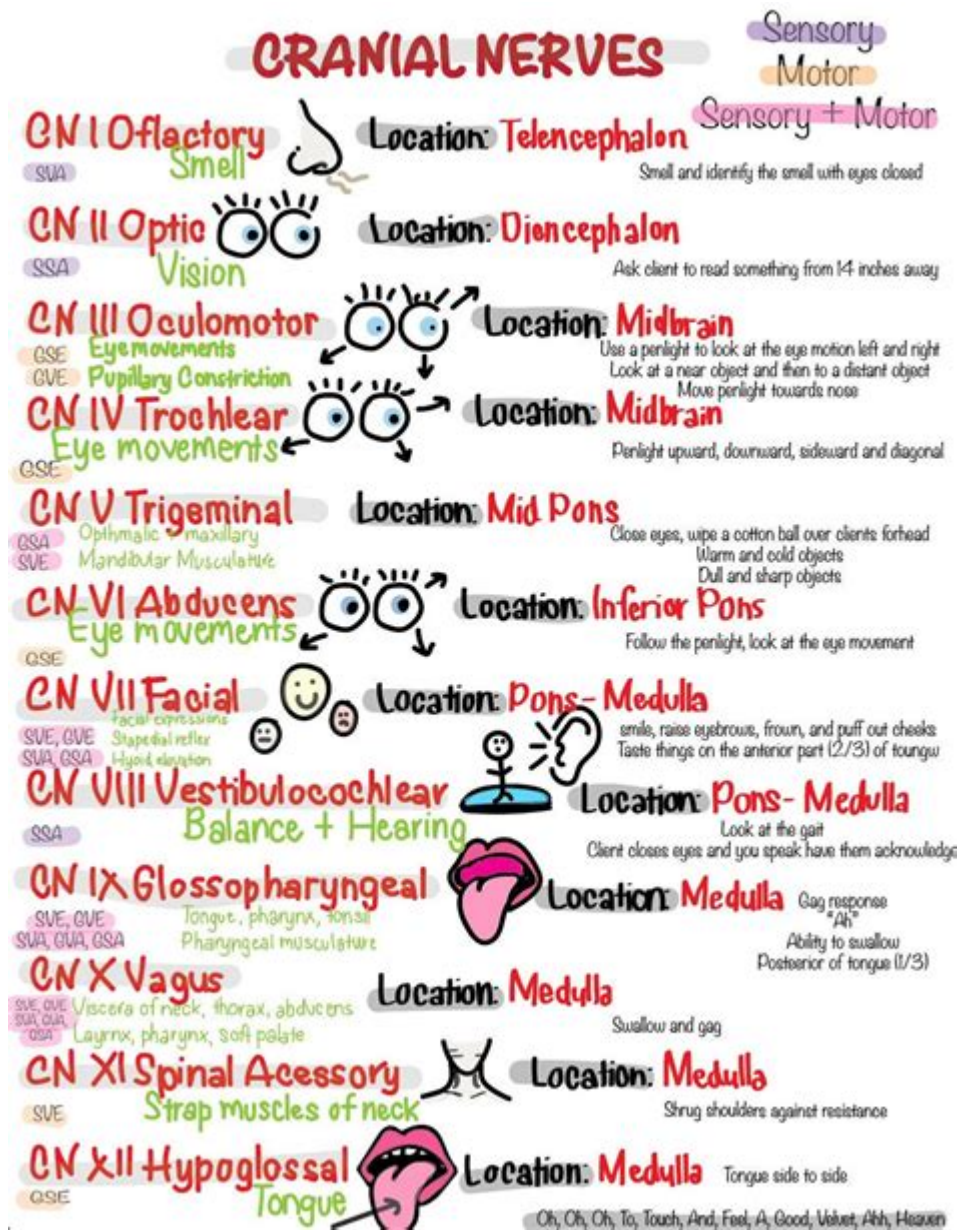 CRANIAL NERVES
Sensory
Motor
Sensory + Motor
CN I Olfactory
Location: Telencephalon
SVA
Smell
Smell and identify the smell with eyes closed
CN II Optic
Location: Diencephalon
SSA
Vision
Ask client to read something from 14 inches away
CN III Oculomotor
Location: Midbrain
GSE Eye movements
GVE Pupillary Constriction
Use a penlight to look at the eye motion left and right
Look at a near object and then to a distant object
Move penlight towards nose
CN IV Trochlear
Location: Midbrain
Eye movements
GSE
Penlight upward, downward, sideward and diagonal
CN V Trigeminal
Location: Mid Pons
GSA Opthmalic + maxillary
SVE Mandibular Musculature
Close eyes, wipe a cotton ball over clients forhead
Warm and cold objects
Dull and sharp objects
CN VI Abducens
Location: Inferior Pons
Eye movements
GSE
Follow the penlight, look at the eye movement
CN VII Facial
Location: Pons- Medulla
Facial expressions
SVE, GVE Stapedial reflex
SVA, GSA Hyoid elevation
smile, raise eyebrows, frown, and puff out cheeks
Taste things on the anterior part (2/3) of toungw
CN VIII Vestibulocochlear
Location: Pons- Medulla
SSA
Balance + Hearing
Look at the gait
Client closes eyes and you speak have them acknowledge
CN IX Glossopharyngeal
Location: Medulla
SVE, GVE Tongue, pharynx, tonsil
SVA, GVA, GSA Pharyngeal musculature
Gag response
"Ah"
Ability to swallow
Posteerior of tongue (1/3)
CN X Vagus
Location: Medulla
SVE, GVE Viscera of neck, thorax, abducens
SVA, GVA,
GSA Layrnx, pharynx, soft palate
Swallow and gag
CN XI Spinal Acessory
Location: Medulla
SVE
Strap muscles of neck
Shrug shoulders against resistance
CN XII Hypoglossal
Location: Medulla
Tongue side to side
GSE
Tongue
Oh, Oh, Oh, To, Touch, And, Feel, A, Good, Velvet, Ahh, Heaven